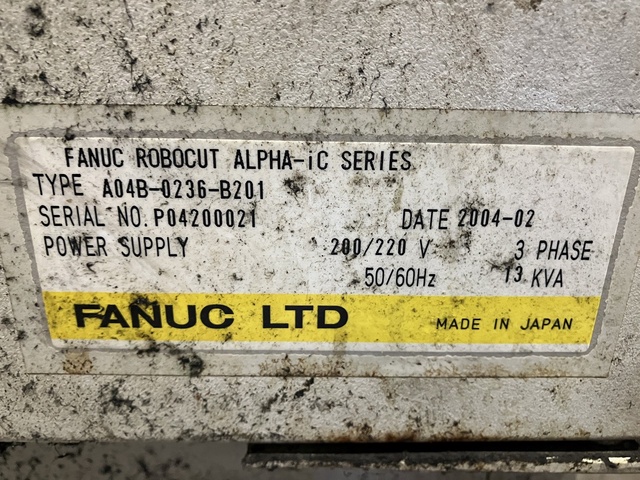 FANUC ROBOCUT ALPHA-iC SERIES
TYPE A04B-0236-B201
SERIAL NO. P04200021 DATE 2004-02
POWER SUPPLY 200/220 V 3 PHASE
50/60Hz 13 KVA
FANUC LTD MADE IN JAPAN